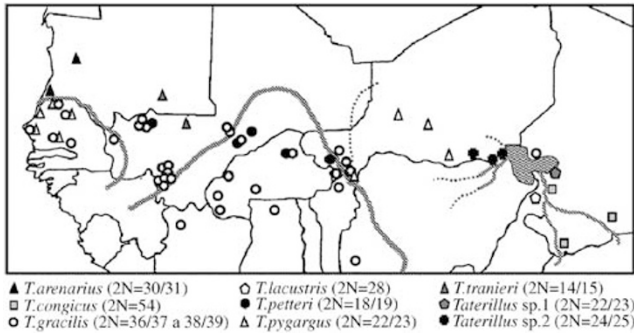 T.arenarius (2N=30/31) T.lacustris (2N=28) T.tranieri (2N=14/15)
T.congicus (2N=54) T.petteri (2N=18/19) Taterillus sp.1 (2N=22/23)
T.gracilis (2N=36/37 a 38/39) T.pygargus (2N=22/23) Taterillus sp.2 (2N=24/25)